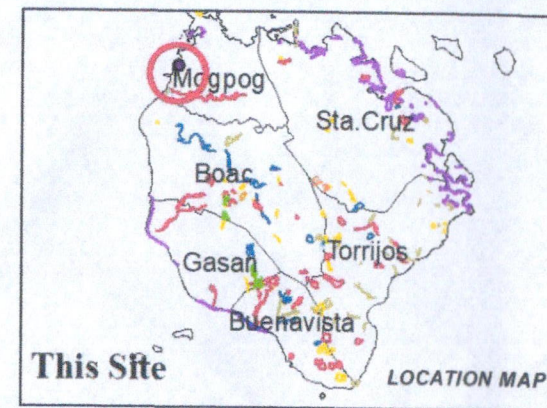 Mogpog
Sta.Cruz
Boac
Gasan
Torrijos
Buenavista
This Site
LOCATION MAP